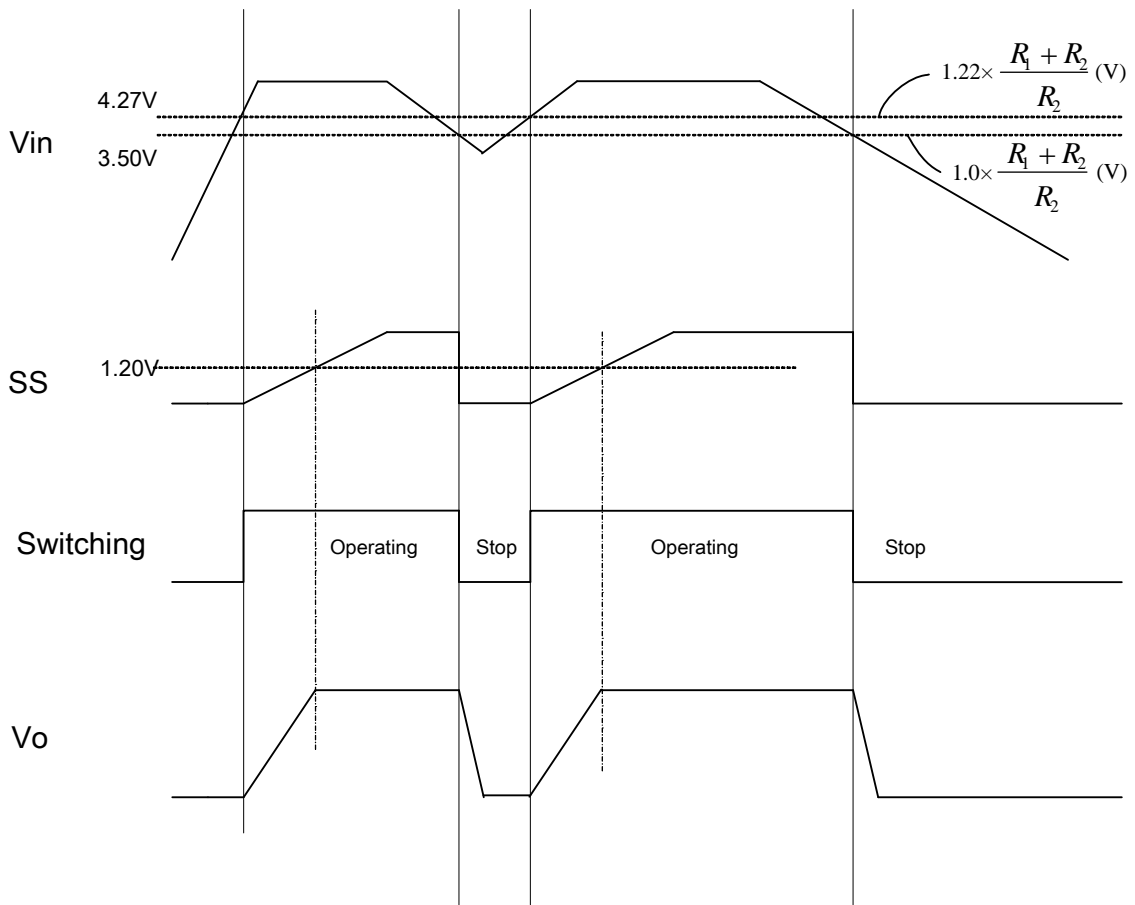 4.27V
1.22× R₁ + R₂ / R₂ (V)
Vin
3.50V
1.0× R₁ + R₂ / R₂ (V)
1.20V
SS
Switching
Operating
Stop
Operating
Stop
Vo